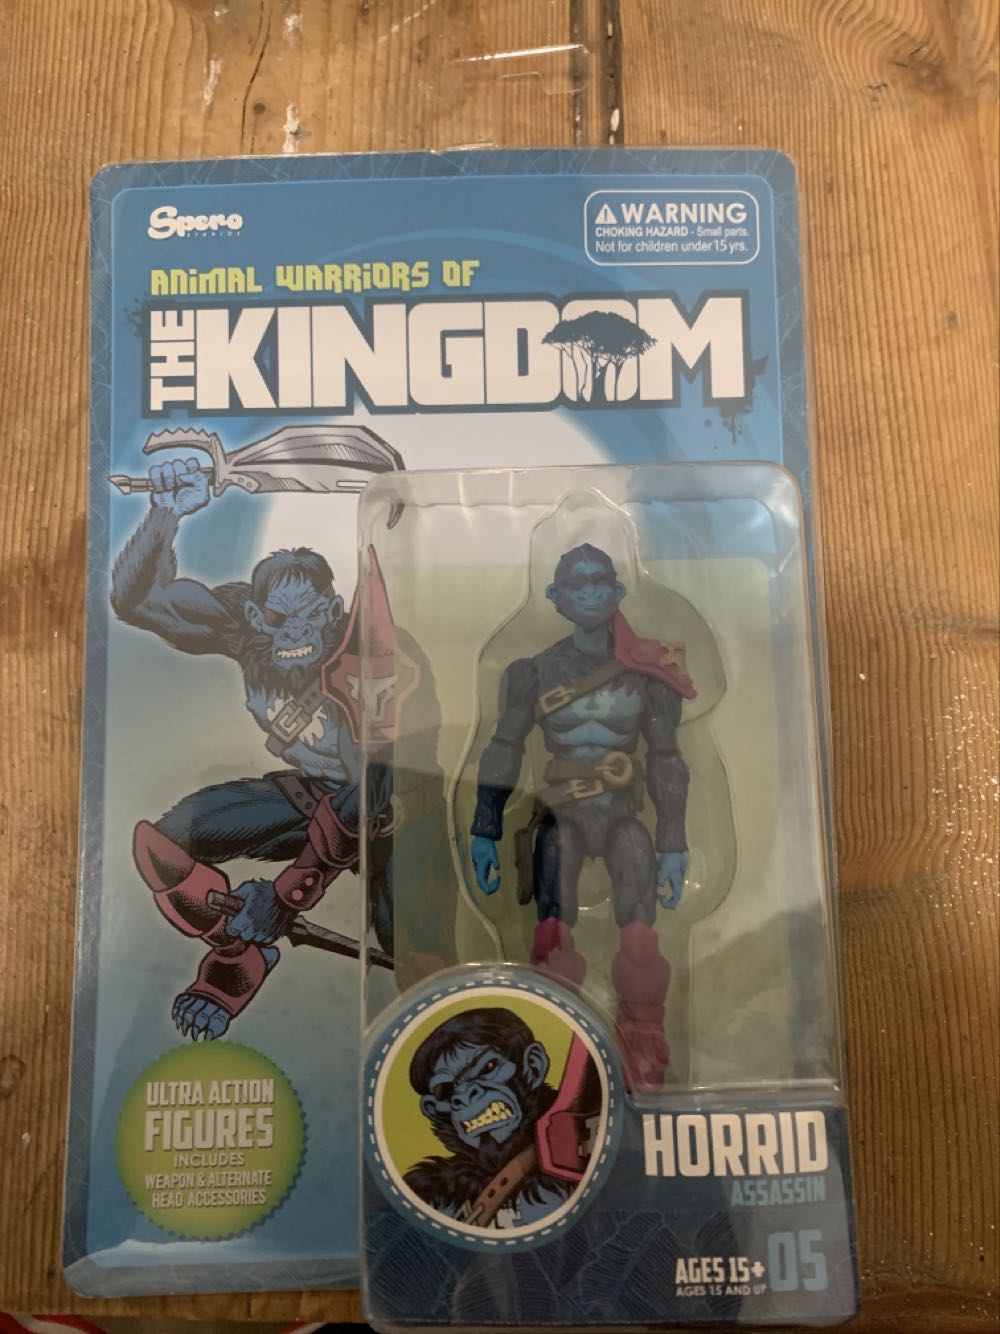 Spero
STUDIOS
WARNING
CHOKING HAZARD - Small parts.
Not for children under 15 yrs.
ANIMAL WARRIORS OF
THE KINGDOM
ULTRA ACTION
FIGURES
INCLUDES
WEAPON & ALTERNATE
HEAD ACCESSORIES
HORRID
ASSASSIN
AGES 15+
AGES 15 AND UP
05